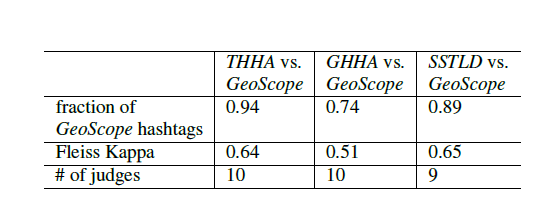 THHA vs. GHHA vs. SSTLD vs.
GeoScope GeoScope GeoScope
fraction of 0.94 0.74 0.89
GeoScope hashtags
Fleiss Kappa 0.64 0.51 0.65
# of judges 10 10 9